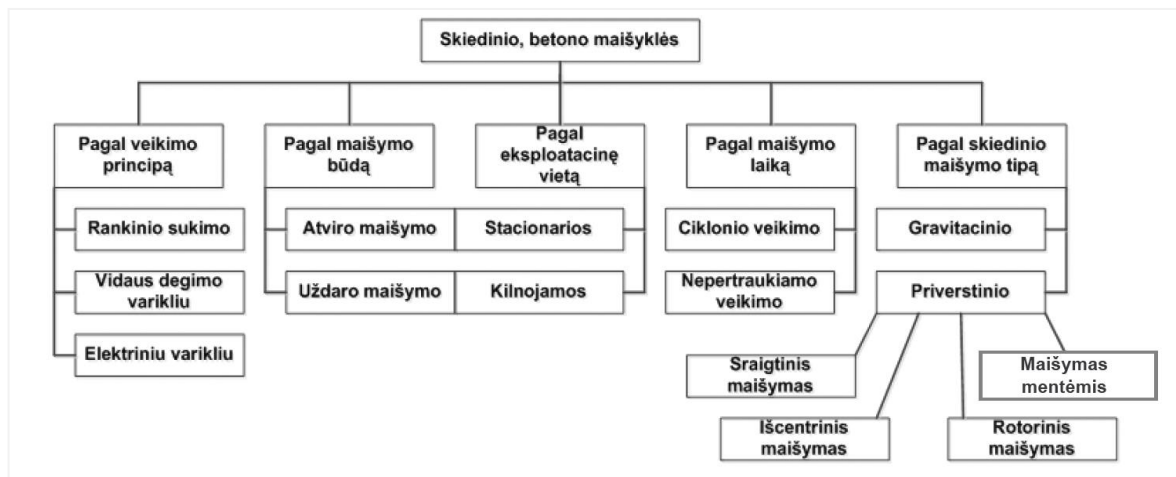 Skiedinio, betono maišyklės
Pagal veikimo
principą
Pagal maišymo
būdą
Pagal
eksploatacinę
vietą
Pagal maišymo
laiką
Pagal skiedinio
maišymo tipą
Rankinio sukimo
Atviro maišymo
Stacionarios
Ciklonio veikimo
Gravitacinio
Vidaus degimo
varikliu
Uždaro maišymo
Kilnojamos
Nepertraukiamo
veikimo
Priverstinio
Elektriniu varikliu
Sraigtinis
maišymas
Maišymas
mentėmis
Išcentrinis
maišymas
Rotorinis
maišymas